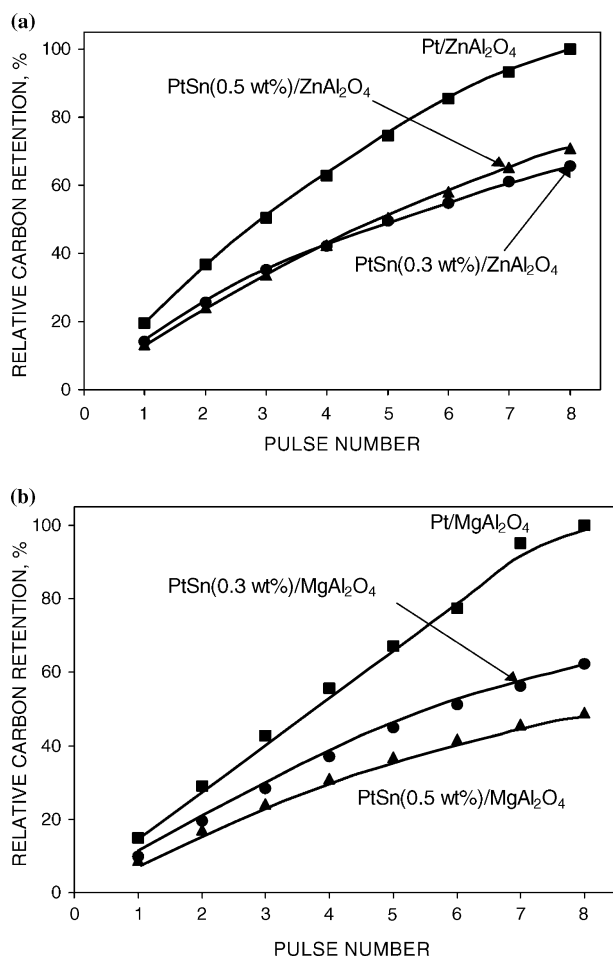 (a)
100
80
60
40
20
0
RELATIVE CARBON RETENTION, %
Pt/ZnAl₂O₄
PtSn(0.5 wt%)/ZnAl₂O₄
PtSn(0.3 wt%)/ZnAl₂O₄
0 1 2 3 4 5 6 7 8
PULSE NUMBER
(b)
100
80
60
40
20
0
RELATIVE CARBON RETENTION, %
Pt/MgAl₂O₄
PtSn(0.3 wt%)/MgAl₂O₄
PtSn(0.5 wt%)/MgAl₂O₄
0 1 2 3 4 5 6 7 8
PULSE NUMBER